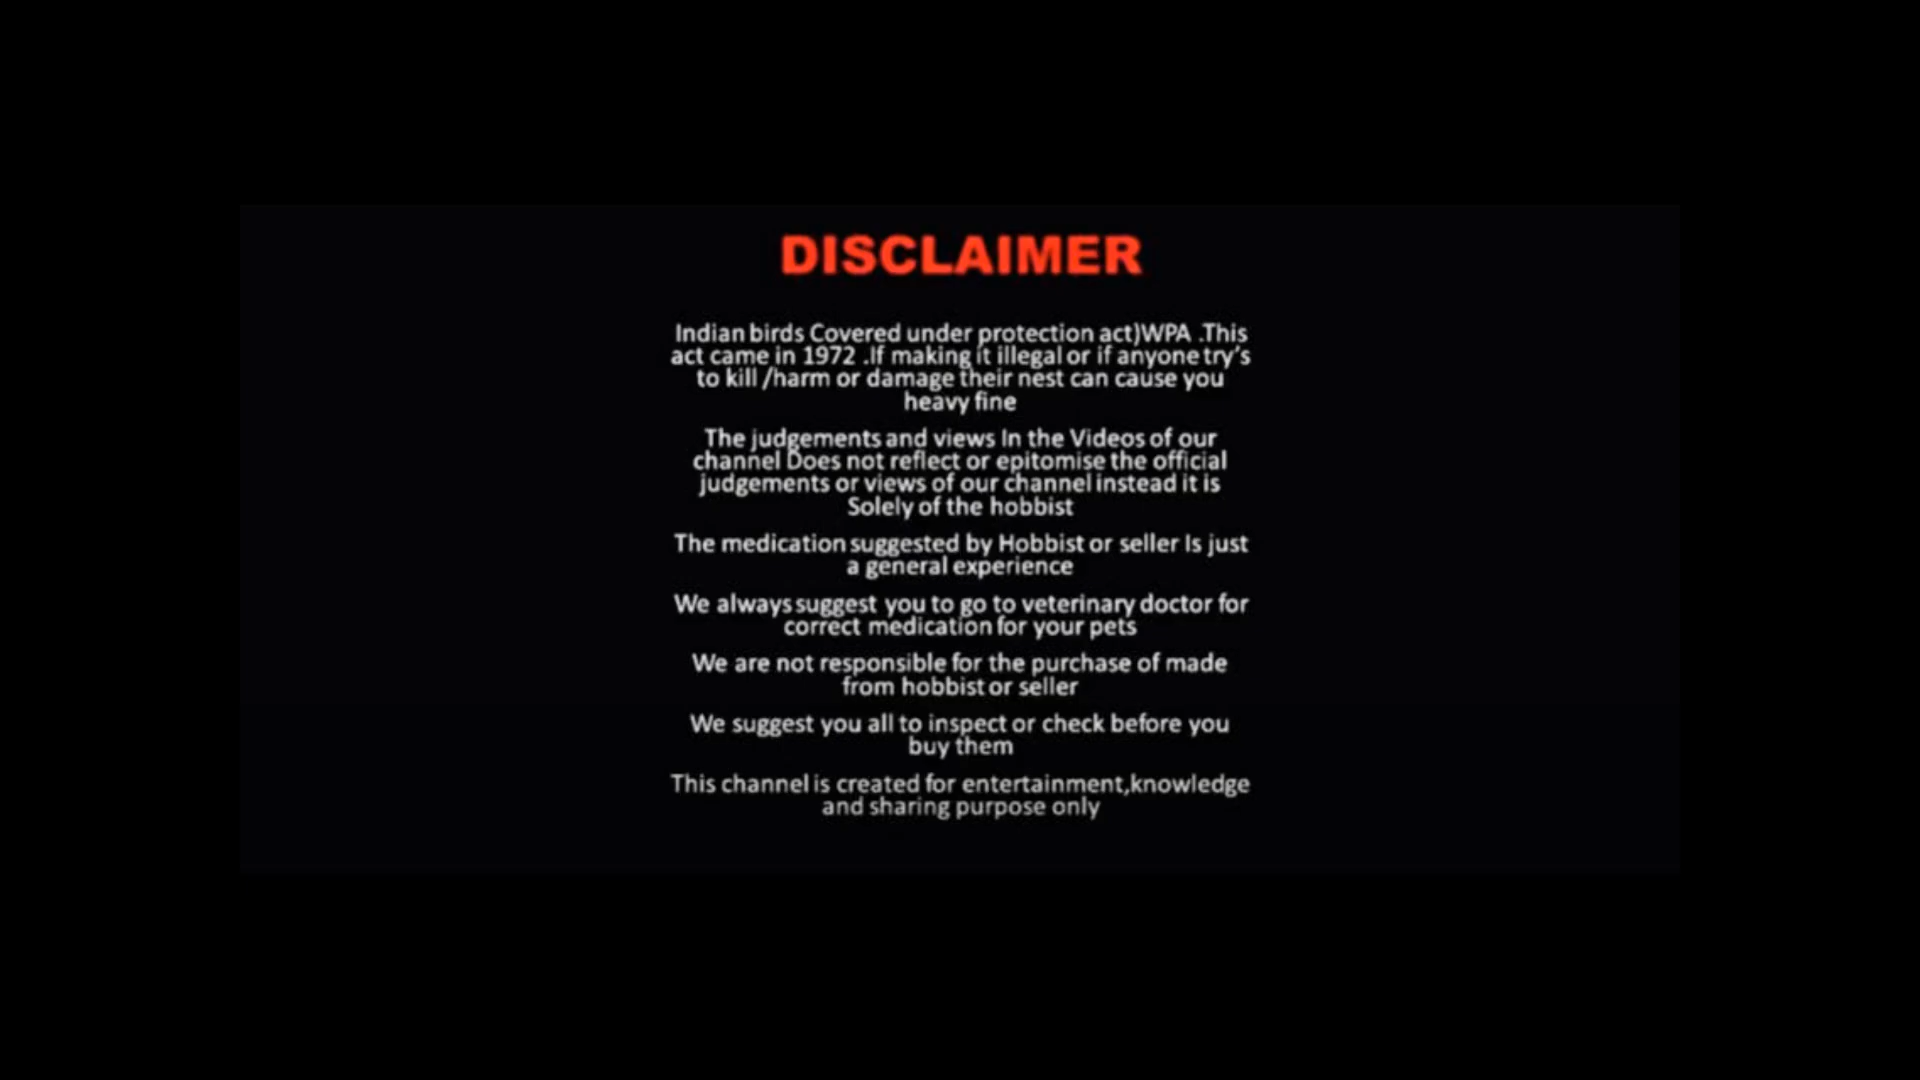 DISCLAIMER
Indian birds Covered under protection act)WPA .This
act came in 1972 .If making it illegal or if anyone try's
to kill /harm or damage their nest can cause you
heavy fine
The judgements and views In the Videos of our
channel Does not reflect or epitomise the official
judgements or views of our channel instead it is
Solely of the hobbist
The medication suggested by Hobbist or seller Is just
a general experience
We always suggest you to go to veterinary doctor for
correct medication for your pets
We are not responsible for the purchase of made
from hobbist or seller
We suggest you all to inspect or check before you
buy them
This channel is created for entertainment,knowledge
and sharing purpose only